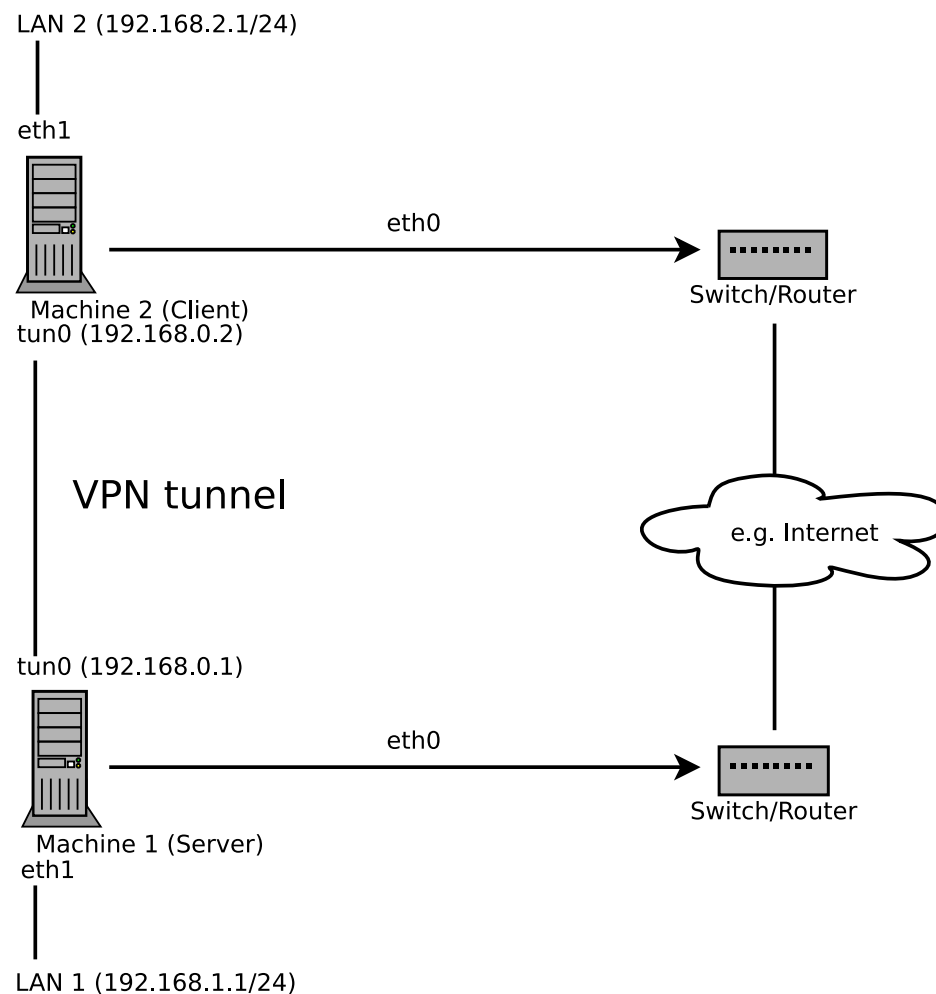 LAN 2 (192.168.2.1/24)
eth1
eth0
Switch/Router
Machine 2 (Client)
tun0 (192.168.0.2)
VPN tunnel
e.g. Internet
tun0 (192.168.0.1)
eth0
Switch/Router
Machine 1 (Server)
eth1
LAN 1 (192.168.1.1/24)